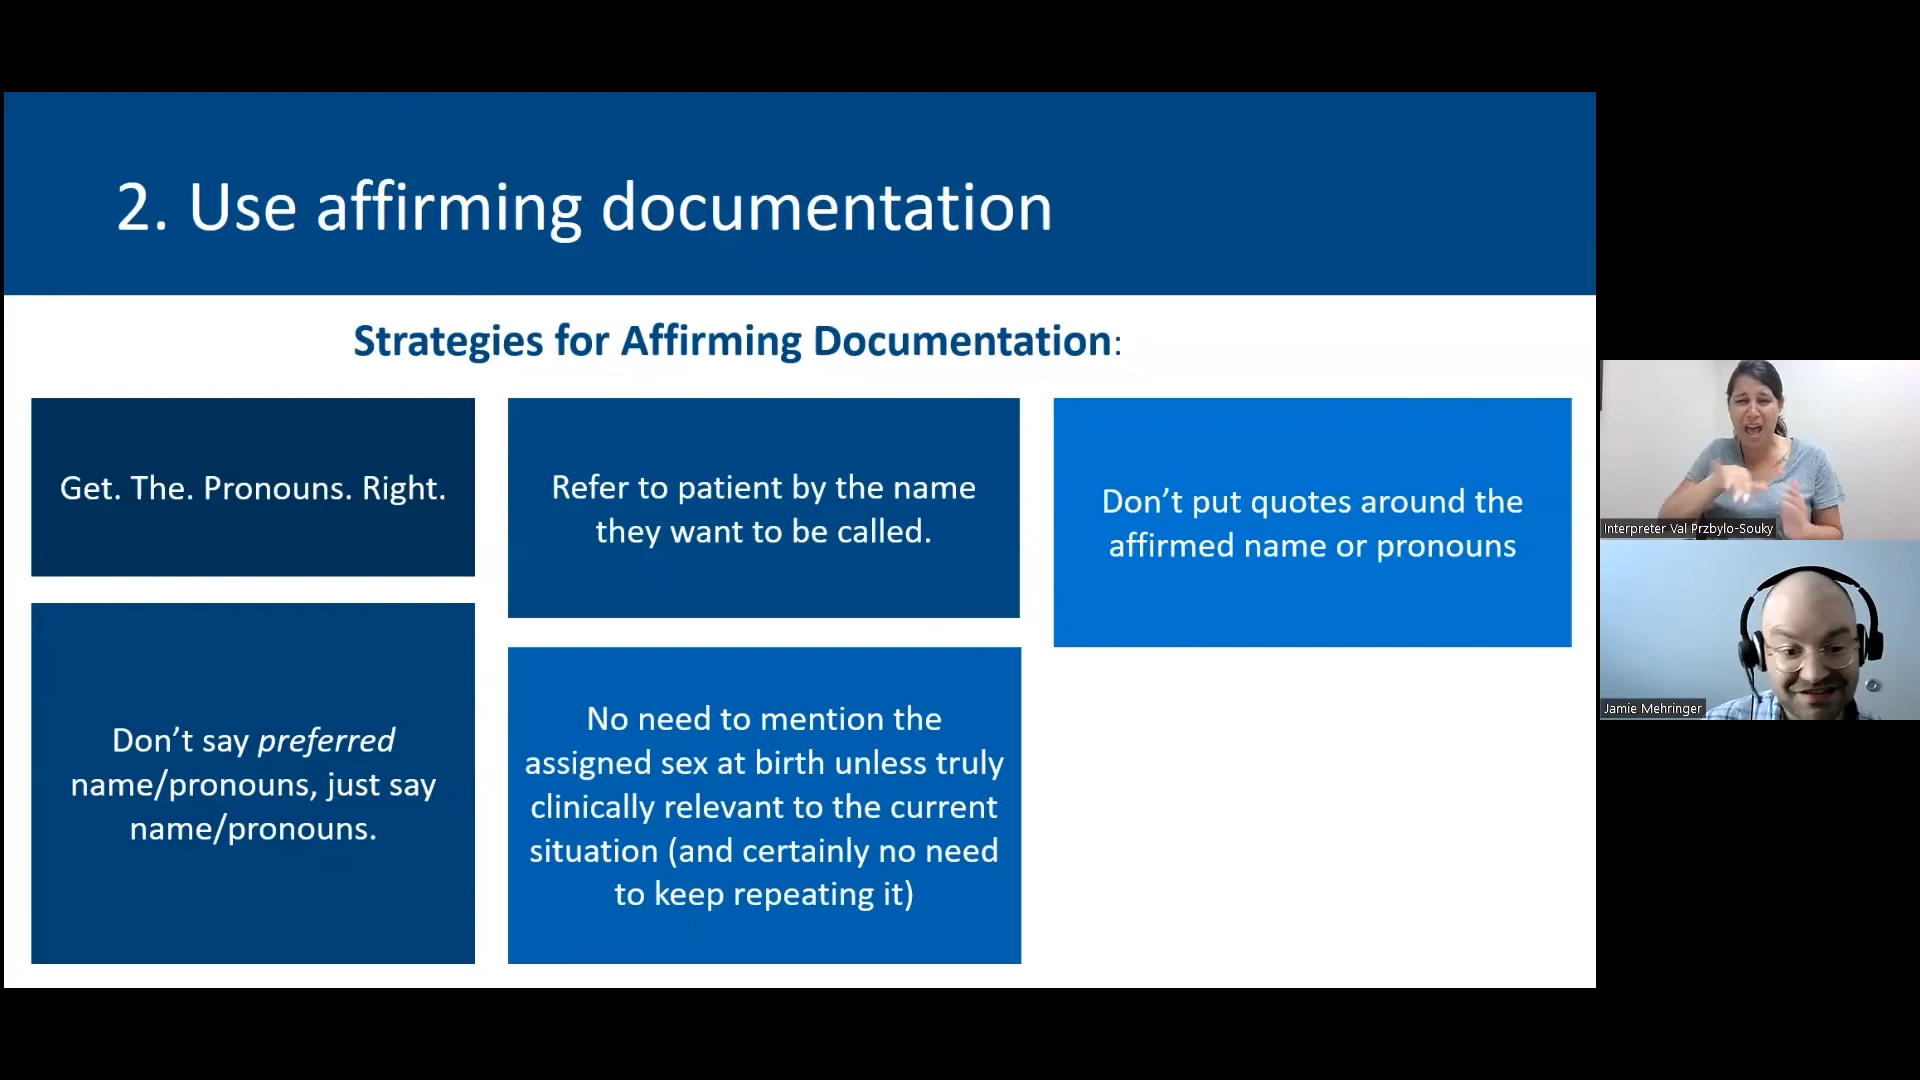 2. Use affirming documentation
Strategies for Affirming Documentation:
Get. The. Pronouns. Right.
Don’t say preferred
name/pronouns, just say
name/pronouns.
Refer to patient by the name
they want to be called.
No need to mention the
assigned sex at birth unless truly
clinically relevant to the current
situation (and certainly no need
to keep repeating it)
Don’t put quotes around the
affirmed name or pronouns
Interpreter Val Przbylo-Souky
Jamie Mehringer